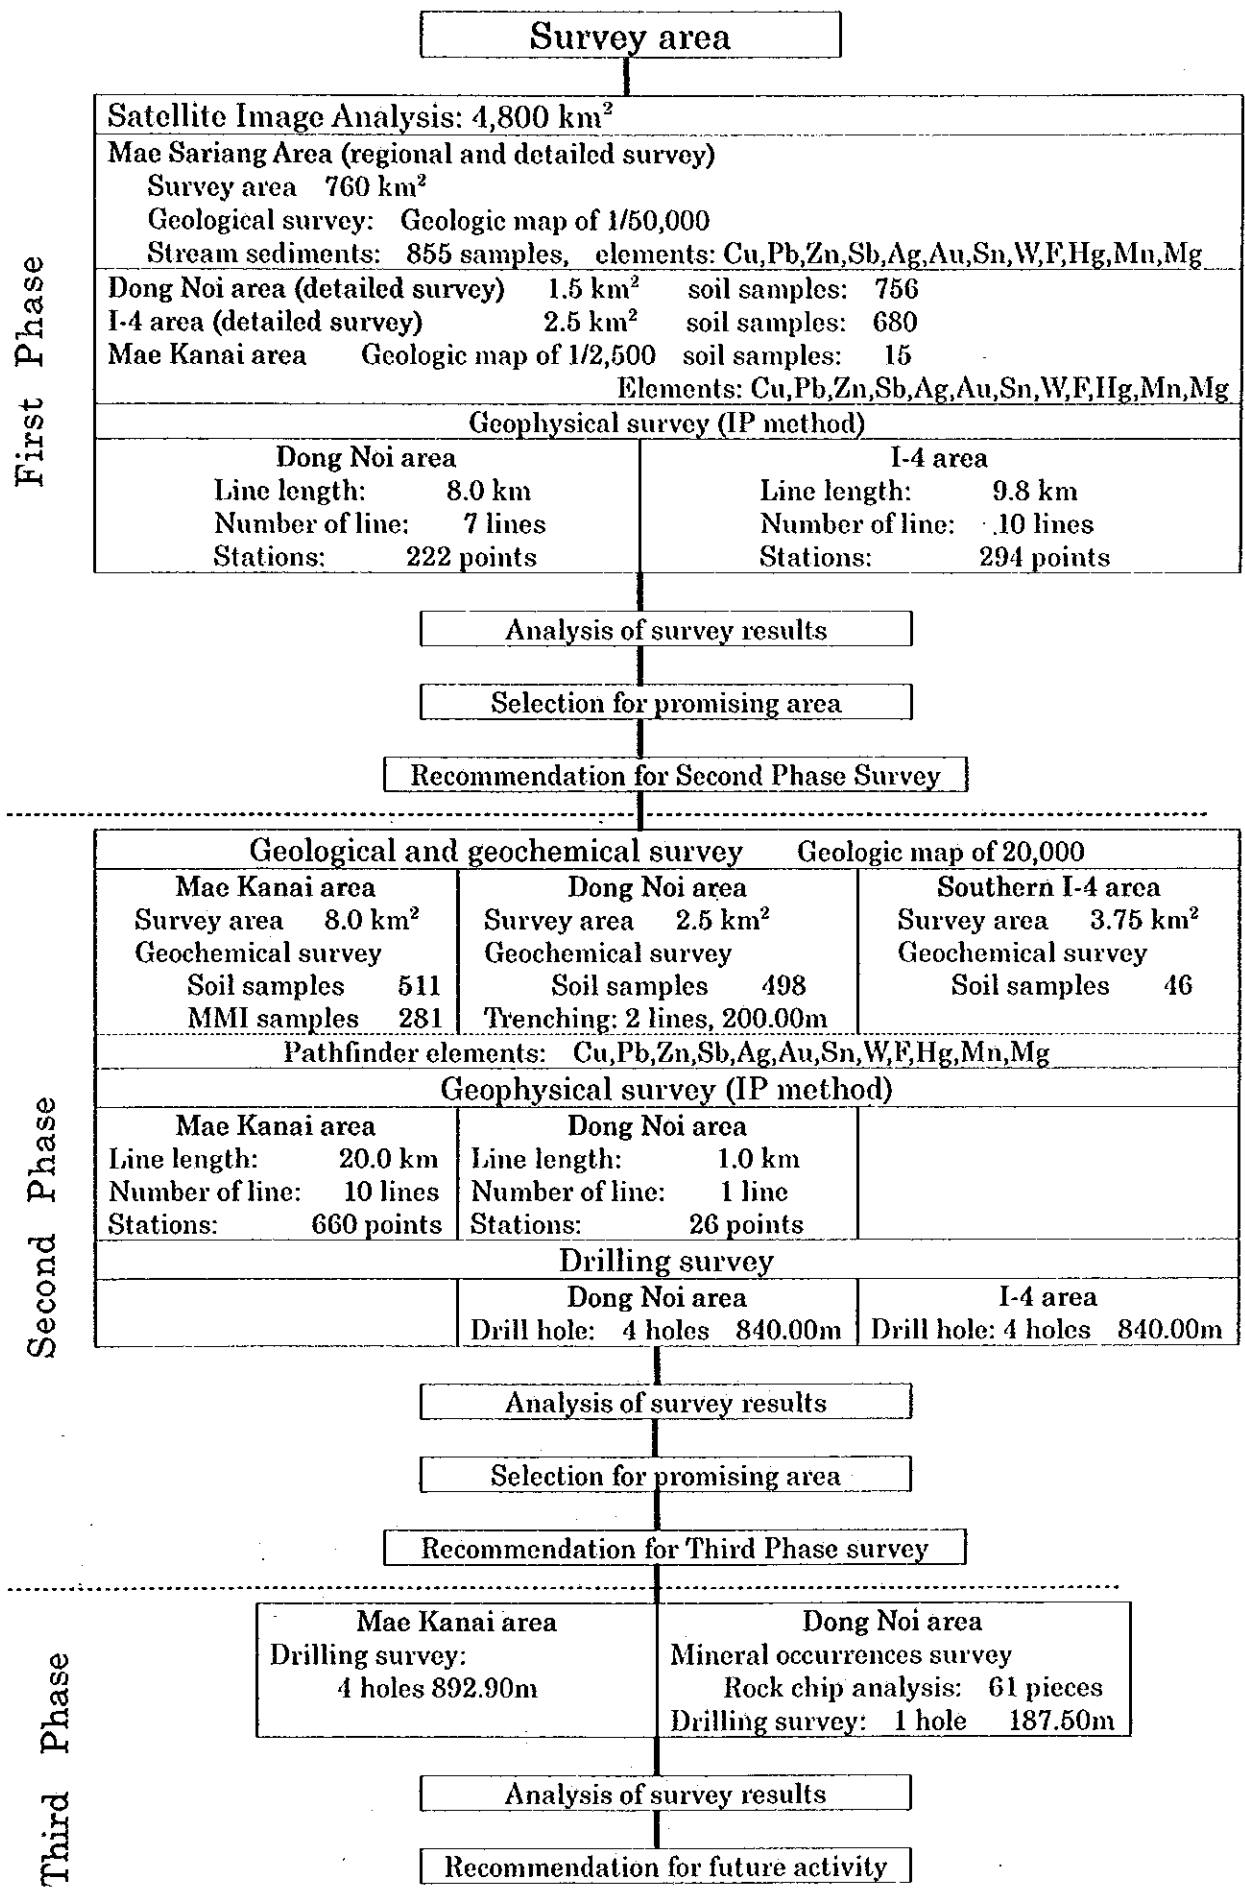 Survey area
First Phase
Satellite Image Analysis: 4,800 km²
Mae Sariang Area (regional and detailed survey)
Survey area 760 km²
Geological survey: Geologic map of 1/50,000
Stream sediments: 855 samples, elements: Cu,Pb,Zn,Sb,Ag,Au,Sn,W,F,Hg,Mn,Mg
Dong Noi area (detailed survey) 1.5 km² soil samples: 756
I-4 area (detailed survey) 2.5 km² soil samples: 680
Mae Kanai area Geologic map of 1/2,500 soil samples: 15
Elements: Cu,Pb,Zn,Sb,Ag,Au,Sn,W,F,Hg,Mn,Mg
Geophysical survey (IP method)
Dong Noi area
Line length: 8.0 km
Number of line: 7 lines
Stations: 222 points
I-4 area
Line length: 9.8 km
Number of line: 10 lines
Stations: 294 points
Analysis of survey results
Selection for promising area
Recommendation for Second Phase Survey
Second Phase
Geological and geochemical survey Geologic map of 20,000
Mae Kanai area
Survey area 8.0 km²
Geochemical survey
Soil samples 511
MMI samples 281
Dong Noi area
Survey area 2.5 km²
Geochemical survey
Soil samples 498
Trenching: 2 lines, 200.00m
Southern I-4 area
Survey area 3.75 km²
Geochemical survey
Soil samples 46
Pathfinder elements: Cu,Pb,Zn,Sb,Ag,Au,Sn,W,F,Hg,Mn,Mg
Geophysical survey (IP method)
Mae Kanai area
Line length: 20.0 km
Number of line: 10 lines
Stations: 660 points
Dong Noi area
Line length: 1.0 km
Number of line: 1 line
Stations: 26 points
Drilling survey
Dong Noi area
Drill hole: 4 holes 840.00m
I-4 area
Drill hole: 4 holes 840.00m
Analysis of survey results
Selection for promising area
Recommendation for Third Phase survey
Third Phase
Mae Kanai area
Drilling survey:
4 holes 892.90m
Dong Noi area
Mineral occurrences survey
Rock chip analysis: 61 pieces
Drilling survey: 1 hole 187.50m
Analysis of survey results
Recommendation for future activity